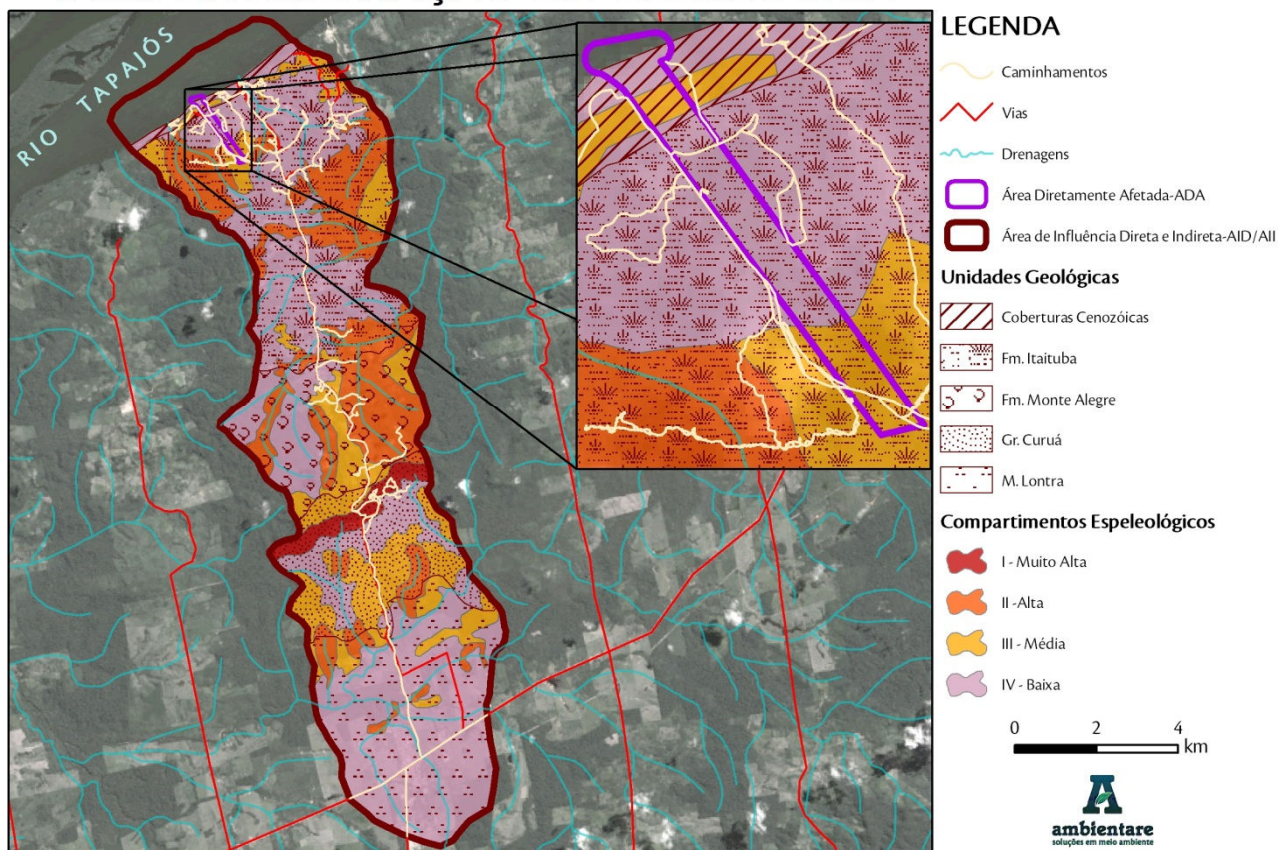 RIO TAPAJÓS
LEGENDA
Caminhamentos
Vias
Drenagens
Área Diretamente Afetada-ADA
Área de Influência Direta e Indireta-AID/AII
Unidades Geológicas
Coberturas Cenozóicas
Fm. Itaituba
Fm. Monte Alegre
Gr. Curuá
M. Lontra
Compartimentos Espeleológicos
I - Muito Alta
II -Alta
III - Média
IV - Baixa
0 2 4
km
ambientare
soluções em meio ambiente